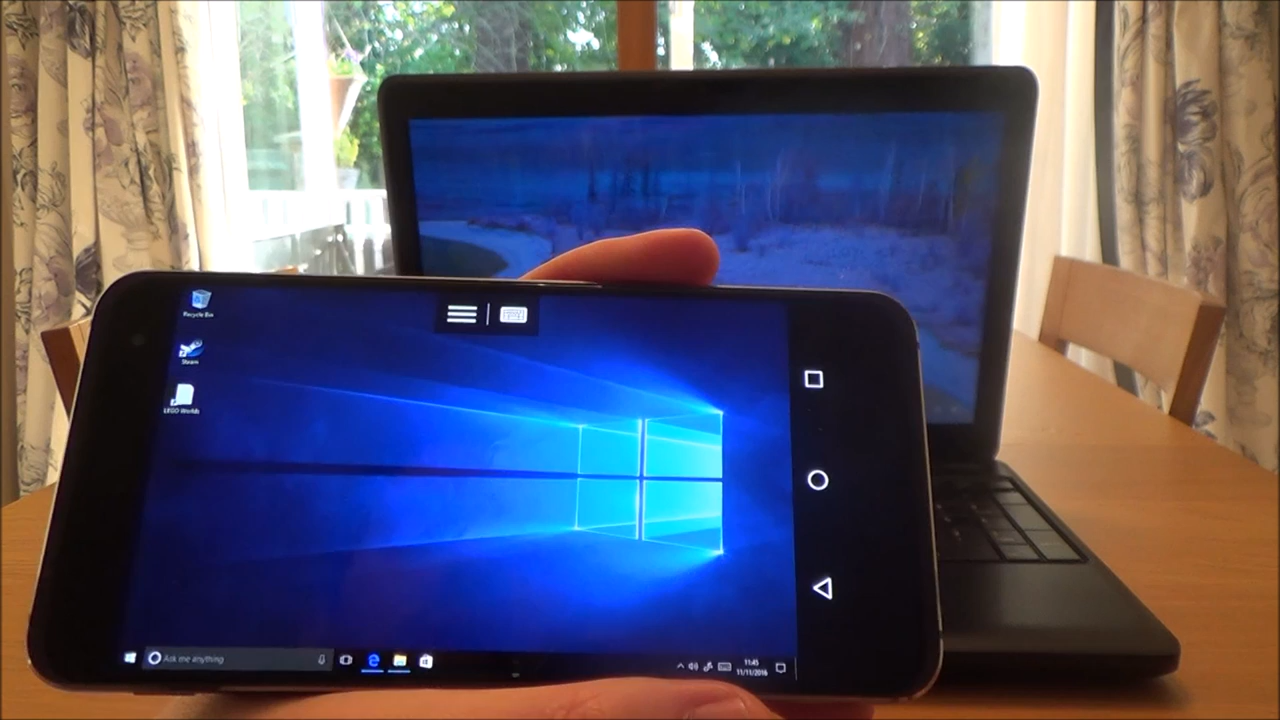 Recycle Bin
Steam
LEGO Worlds
Ask me anything
11:45
11/11/2016